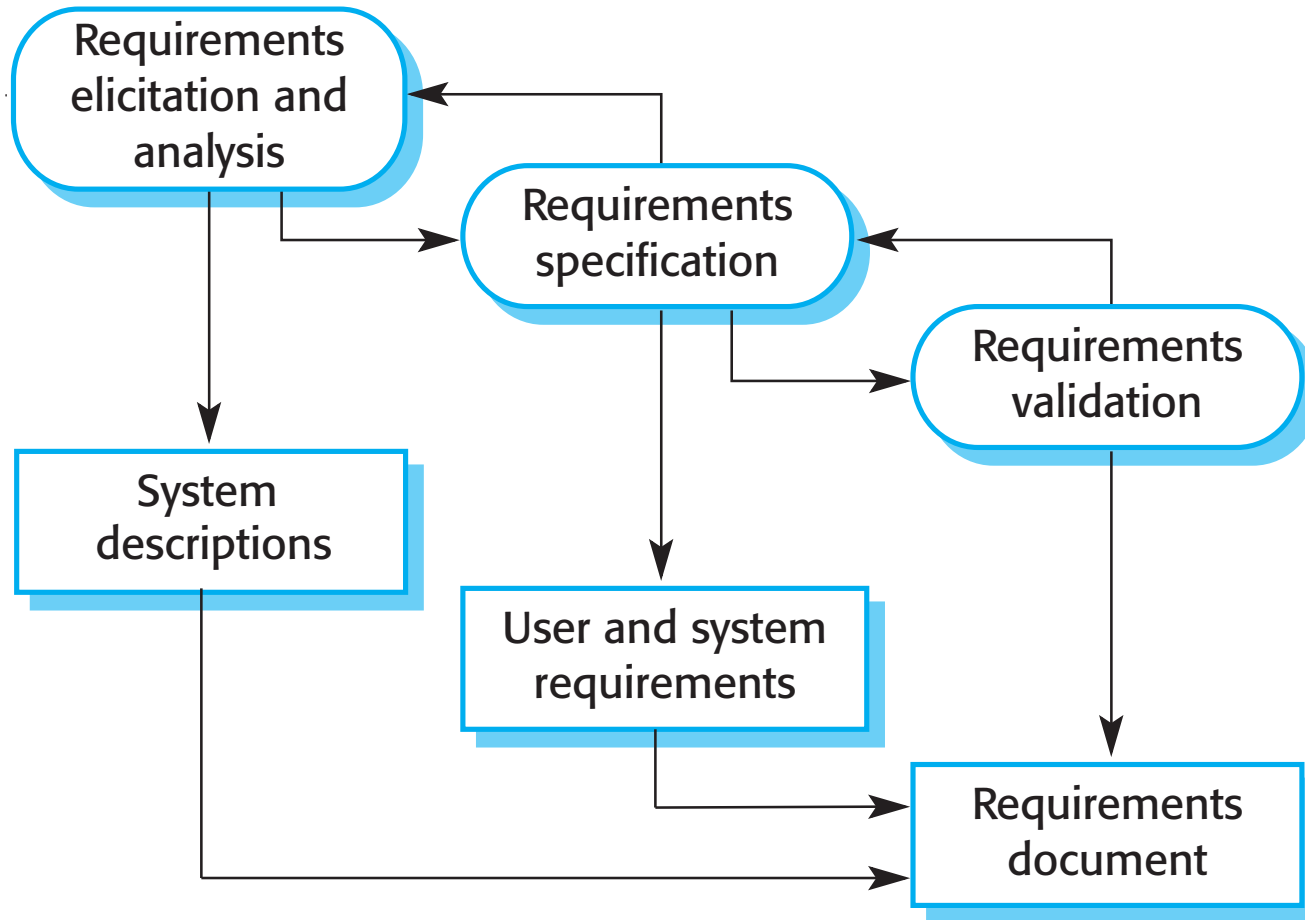 Requirements
elicitation and
analysis
Requirements
specification
Requirements
validation
System
descriptions
User and system
requirements
Requirements
document